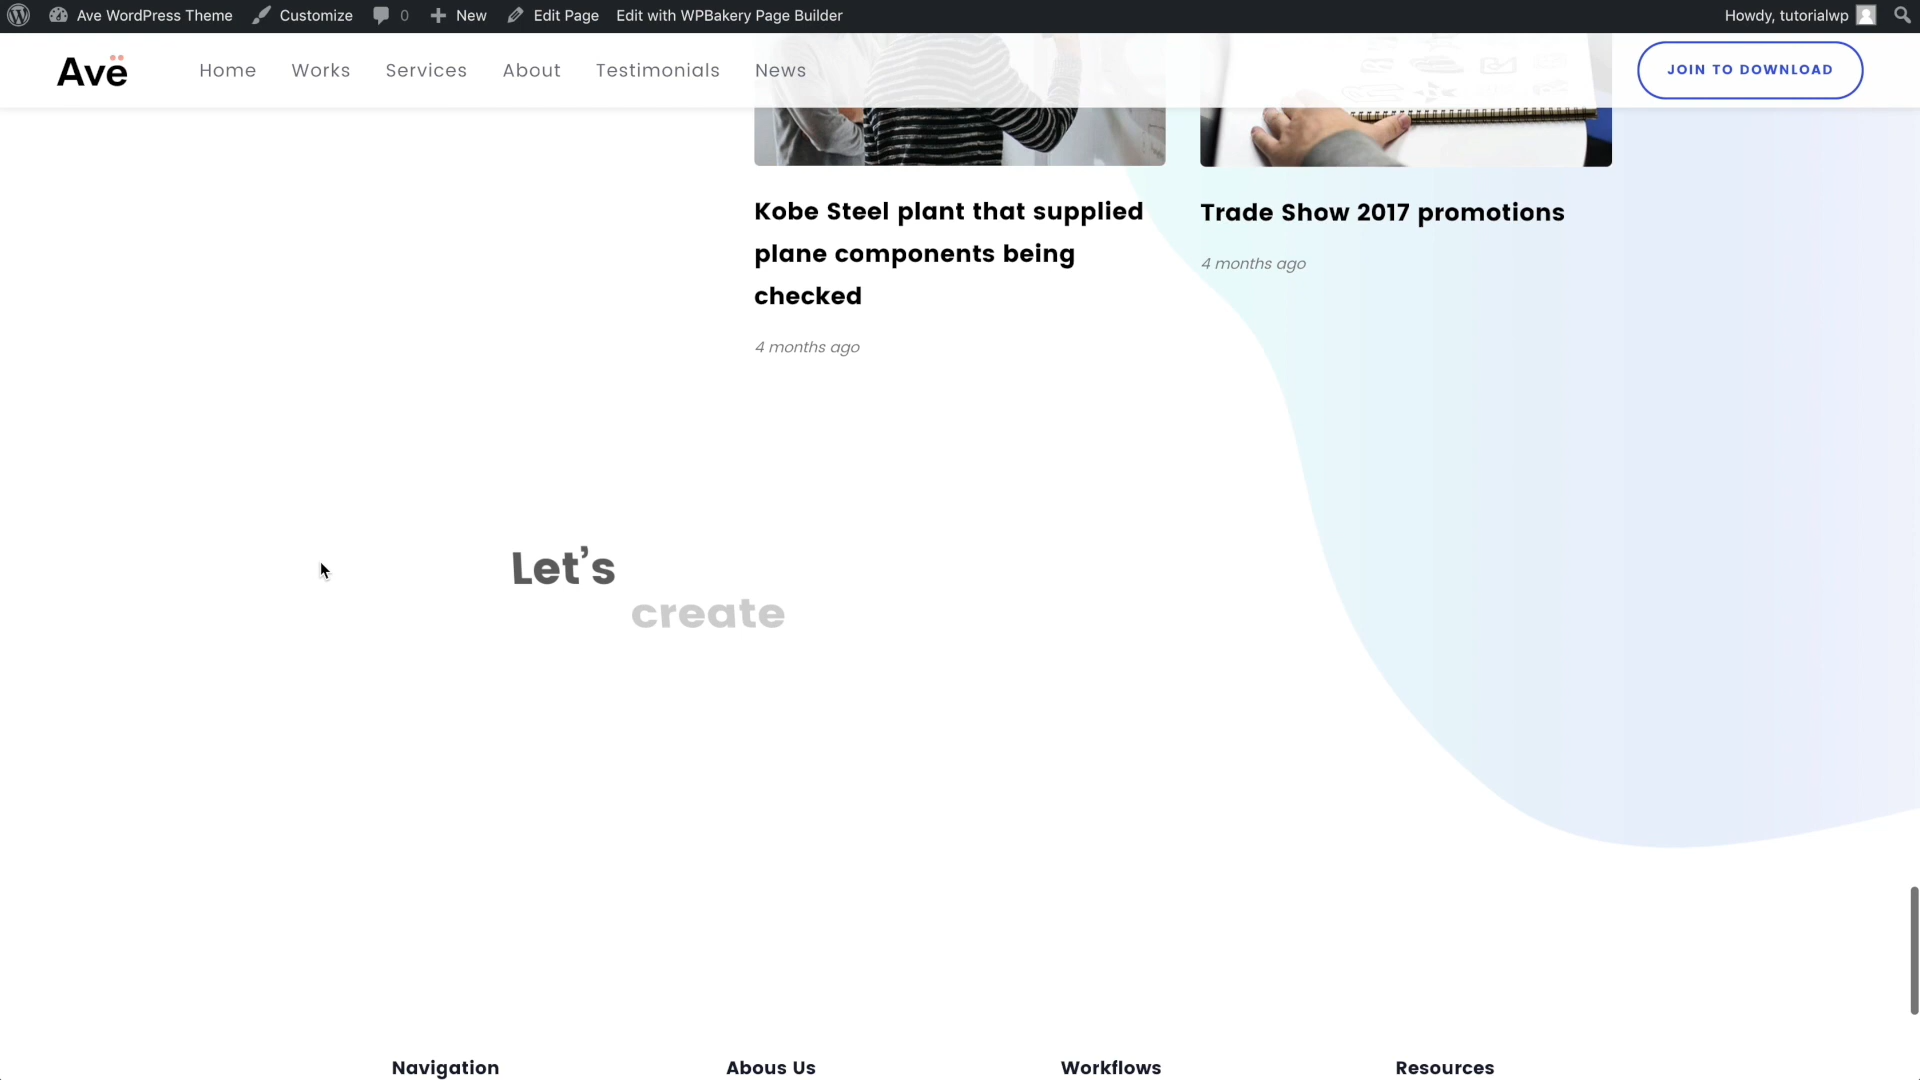 Ave WordPress Theme Customize 0 New Edit Page Edit with WPBakery Page Builder Howdy, tutorialwp
Avë Home Works Services About Testimonials News JOIN TO DOWNLOAD
Kobe Steel plant that supplied
plane components being
checked
4 months ago
Trade Show 2017 promotions
4 months ago
Let’s
create
Navigation Abous Us Workflows Resources